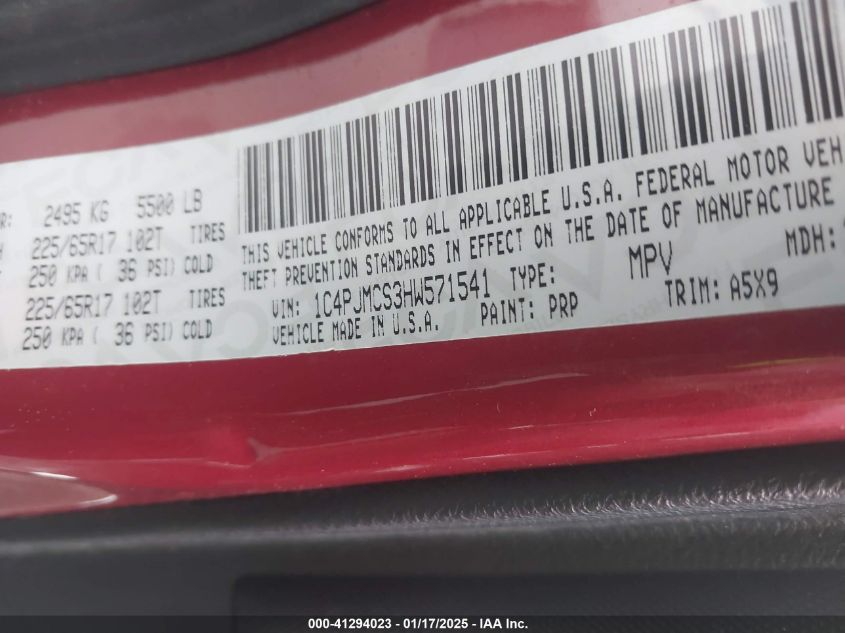 R: 2495 KG 5500 LB
225/65R17 102T TIRES
250 KPA ( 36 PSI) COLD
225/65R17 102T TIRES
250 KPA ( 36 PSI) COLD
THIS VEHICLE CONFORMS TO ALL APPLICABLE U.S.A. FEDERAL MOTOR VEH
THEFT PREVENTION STANDARDS IN EFFECT ON THE DATE OF MANUFACTURE
VIN: 1C4PJMCS3HW571541 TYPE: MPV MDH:
VEHICLE MADE IN U.S.A. PAINT: PRP TRIM: A5X9
000-41294023 - 01/17/2025 - IAA Inc.